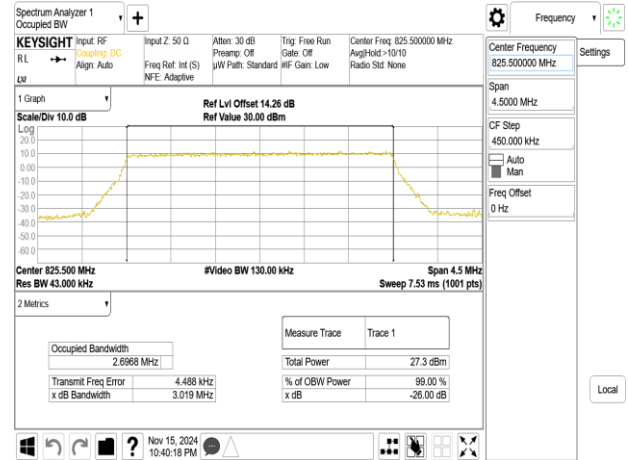 Spectrum Analyzer 1
Occupied BW
Frequency
KEYSIGHT Input: RF Input Z: 50 Ω Atten: 30 dB Trig: Free Run Center Freq: 825.500000 MHz
RL Coupling: DC Preamp: Off Gate: Off Avg|Hold:>10/10
Align: Auto Freq Ref: Int (S) µW Path: Standard #IF Gain: Low Radio Std: None
LXI NFE: Adaptive
Center Frequency
825.500000 MHz
Settings
Span
4.5000 MHz
CF Step
450.000 kHz
Auto
Man
Freq Offset
0 Hz
1 Graph
Ref Lvl Offset 14.26 dB
Scale/Div 10.0 dB Ref Value 30.00 dBm
Log
20.0
10.0
0.00
-10.0
-20.0
-30.0
-40.0
-50.0
-60.0
Center 825.500 MHz #Video BW 130.00 kHz Span 4.5 MHz
Res BW 43.000 kHz Sweep 7.53 ms (1001 pts)
2 Metrics
Measure Trace Trace 1
Occupied Bandwidth
2.6968 MHz
Total Power 27.3 dBm
Transmit Freq Error 4.488 kHz % of OBW Power 99.00 %
x dB Bandwidth 3.019 MHz x dB -26.00 dB
Local
? Nov 15, 2024
10:40:18 PM